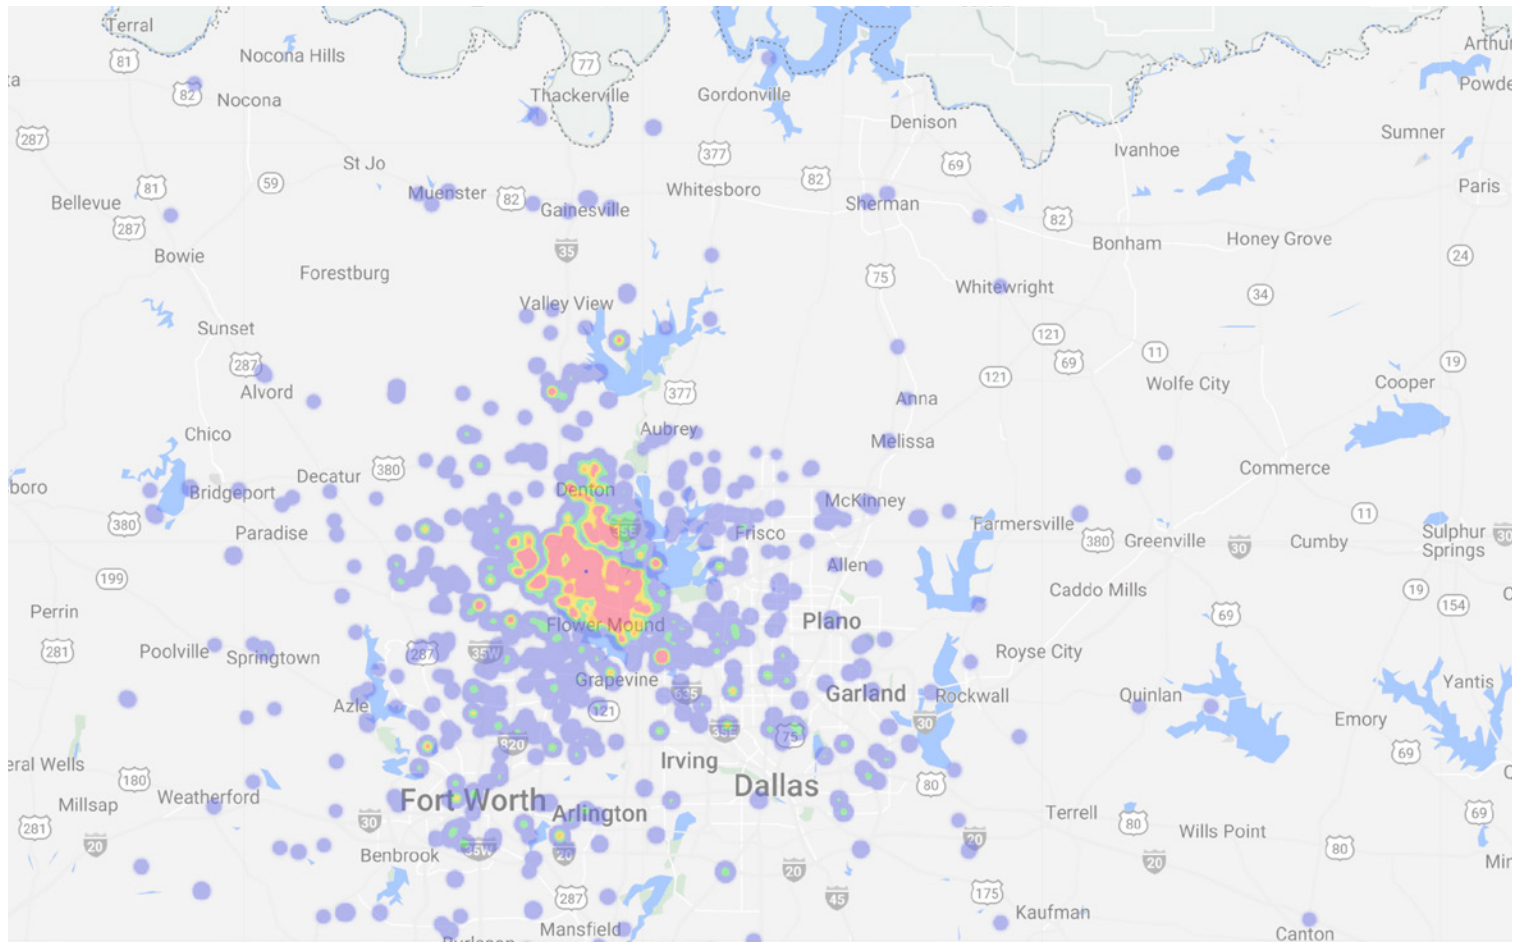 Terral
81
Nocona Hills
77
Arthu
ka
82
Nocona
Thackerville
Gordonville
Powde
287
Denison
Sumner
St Jo
377
69
Ivanhoe
81
59
Muenster
82
Whitesboro
82
Paris
Bellevue
Gainesville
Sherman
287
82
Bowie
35
Bonham
Honey Grove
24
Forestburg
75
Whitewright
34
Valley View
Sunset
121
287
69
11
19
Alvord
377
121
Wolfe City
Cooper
Anna
Aubrey
Chico
Melissa
380
Decatur
Commerce
boro
Bridgeport
Denton
McKinney
380
Paradise
35E
Frisco
Farmersville
11
380
Greenville
30
Cumby
Sulphur
Springs
30
Allen
199
Caddo Mills
19
154
Perrin
Flower Mound
Plano
69
281
Poolville
Springtown
287
35W
Royse City
Grapevine
635
Garland
Rockwall
Quinlan
Yantis
Azle
121
35E
75
30
Emory
820
69
eral Wells
Irving
180
Weatherford
Dallas
80
Millsap
Fort Worth
Arlington
Terrell
69
281
30
80
Wills Point
20
Benbrook
35W
20
20
80
Min
20
20
287
45
175
Kaufman
Mansfield
Canton
Burleson